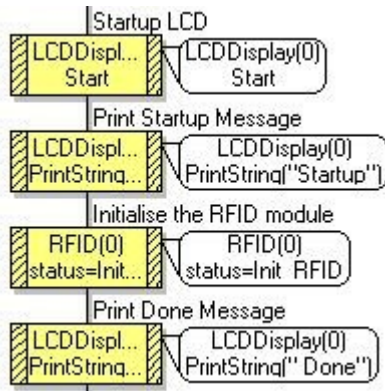 Startup LCD
LCDDispl...
Start
LCDDisplay(0)
Start
Print Startup Message
LCDDispl...
PrintString...
LCDDisplay(0)
PrintString("Startup")
Initialise the RFID module
RFID(0)
status=Init...
RFID(0)
status=Init_RFID
Print Done Message
LCDDispl...
PrintString...
LCDDisplay(0)
PrintString(" Done")